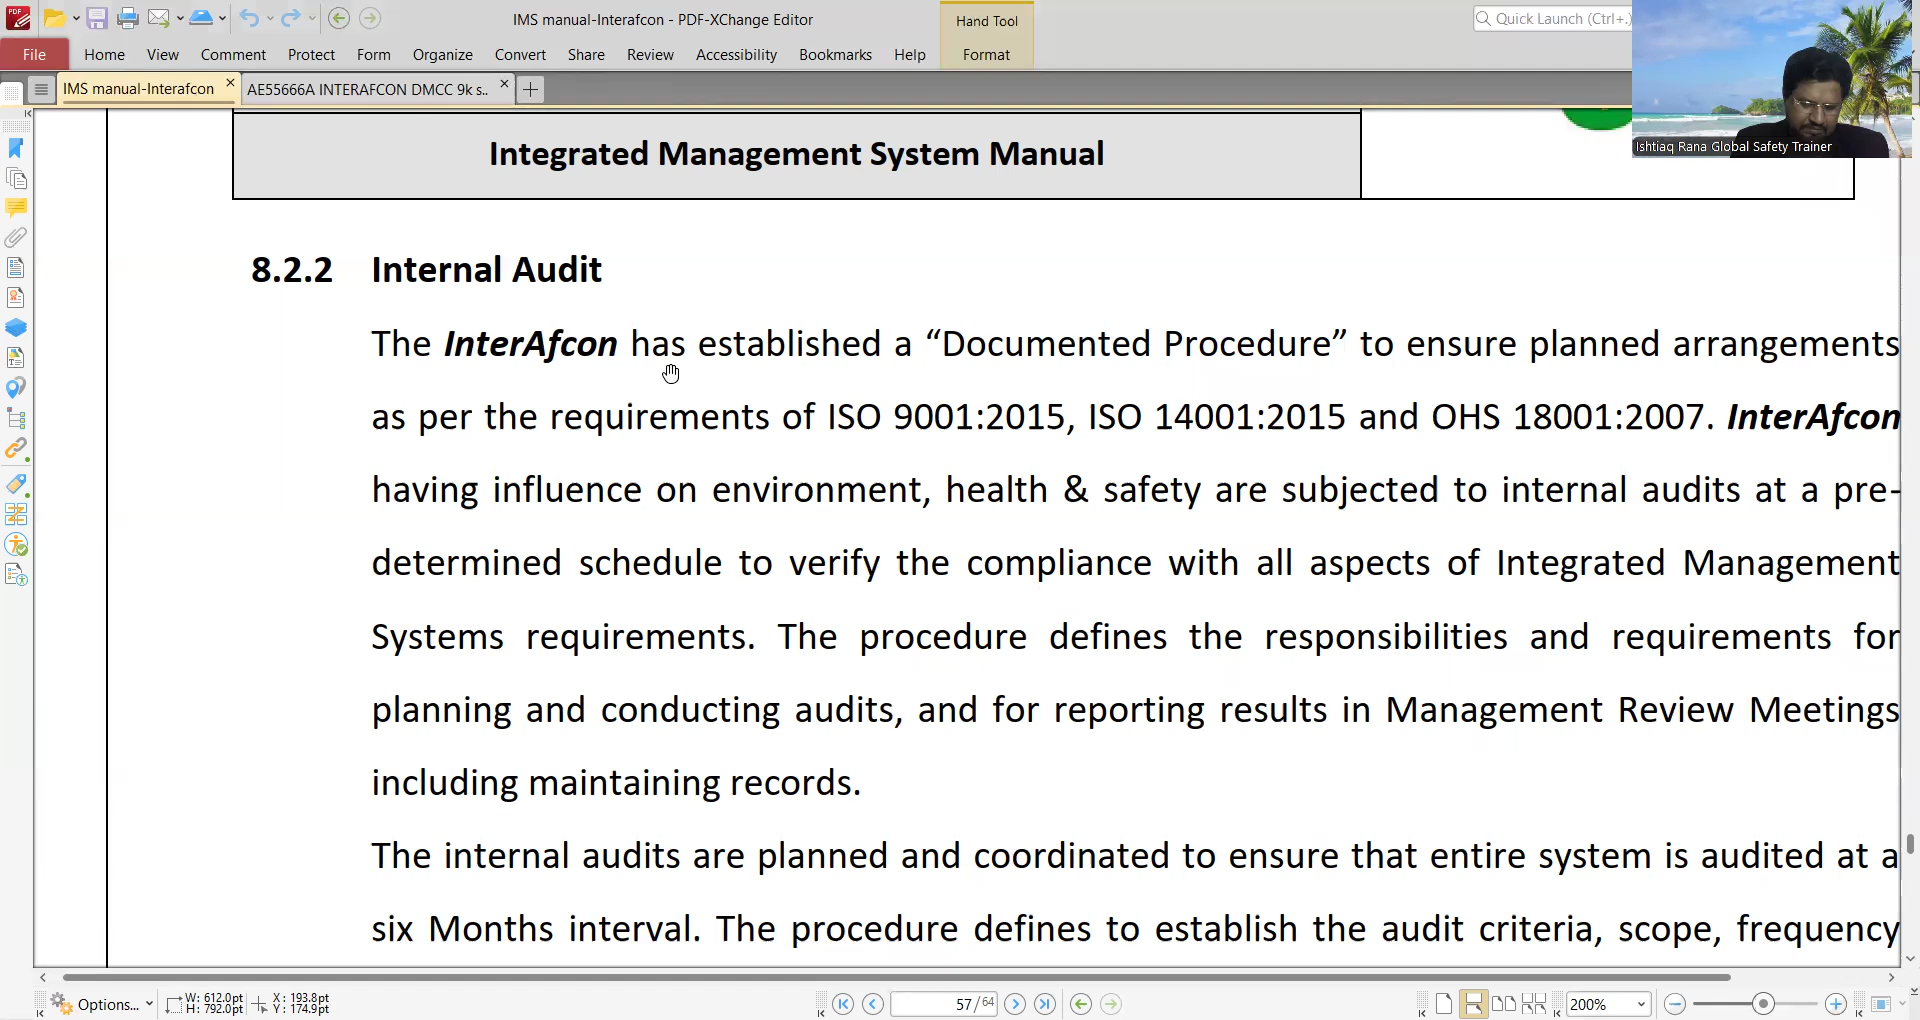 IMS manual-Interafcon - PDF-XChange Editor
Hand Tool
Quick Launch (Ctrl+.)
File Home View Comment Protect Form Organize Convert Share Review Accessibility Bookmarks Help Format
IMS manual-Interafcon
AE55666A INTERAFCON DMCC 9k s..
Ishtiaq Rana Global Safety Trainer
Integrated Management System Manual
8.2.2 Internal Audit
The InterAfcon has established a “Documented Procedure” to ensure planned arrangements
as per the requirements of ISO 9001:2015, ISO 14001:2015 and OHS 18001:2007. InterAfcon
having influence on environment, health & safety are subjected to internal audits at a pre-
determined schedule to verify the compliance with all aspects of Integrated Management
Systems requirements. The procedure defines the responsibilities and requirements for
planning and conducting audits, and for reporting results in Management Review Meetings
including maintaining records.
The internal audits are planned and coordinated to ensure that entire system is audited at a
six Months interval. The procedure defines to establish the audit criteria, scope, frequency
Options...
W: 612.0pt
H: 792.0pt
X: 193.8pt
Y: 174.9pt
57 / 64
200%